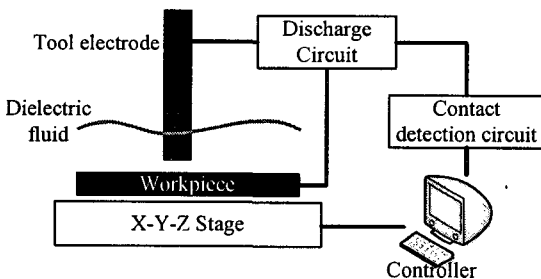 Tool electrode
Discharge
Circuit
Dielectric
fluid
Contact
detection circuit
Workpiece
X-Y-Z Stage
Controller